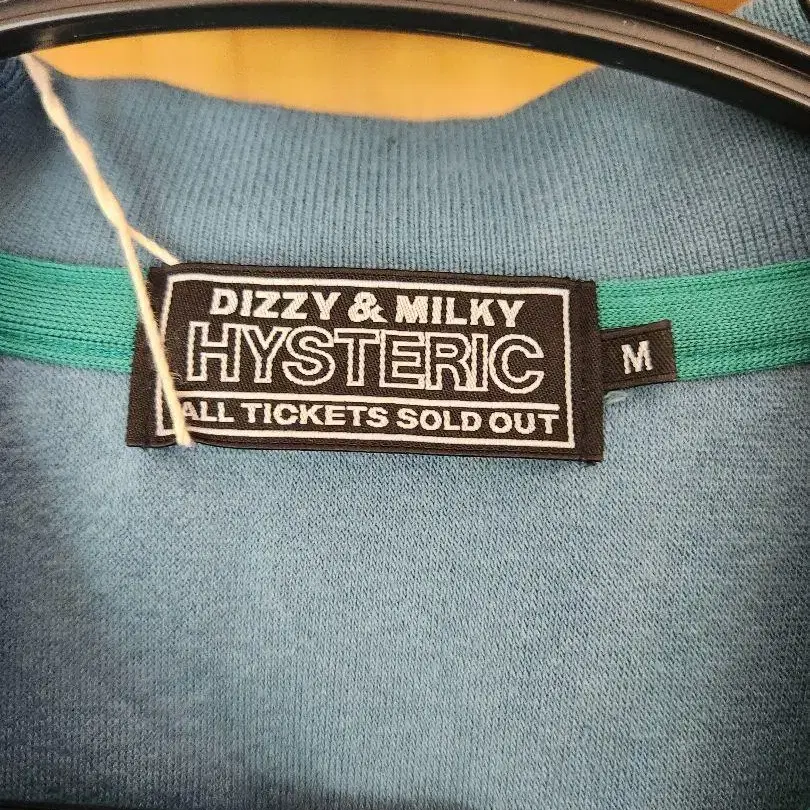 DIZZY & MILKY
HYSTERIC
ALL TICKETS SOLD OUT
M